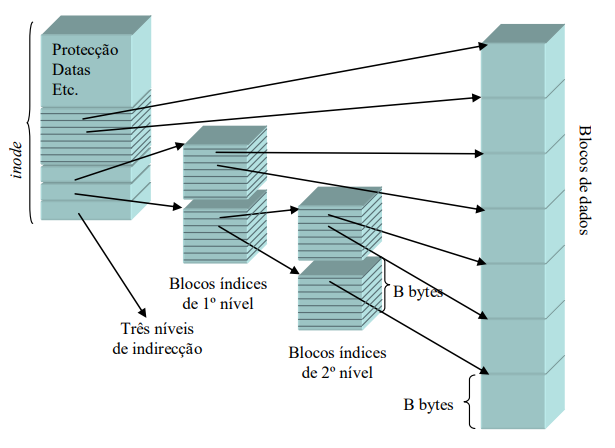 Protecção
Datas
Etc.
inode
Blocos de dados
Blocos índices
de 1º nível
B bytes
Três níveis
de indirecção
Blocos índices
de 2º nível
B bytes